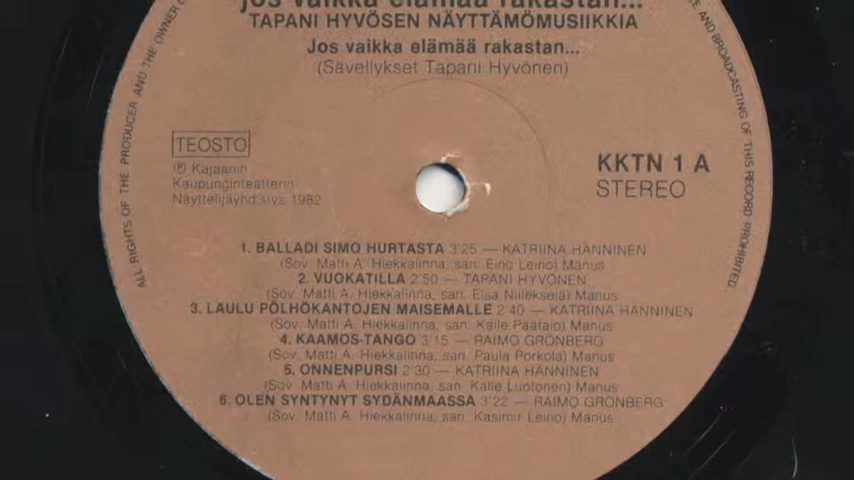 jos vaikka elämää rakastan...
TAPANI HYVÖSEN NÄYTTÄMÖMUSIIKKIA
Jos vaikka elämää rakastan...
(Sävellykset Tapani Hyvönen)
TEOSTO
Ⓟ Kajaanin
Kaupunginteatterin
Näyttelijäyhdistys 1982
KKTN 1 A
STEREO
1. BALLADI SIMO HURTASTA 3'25 — KATRIINA HÄNNINEN
(Sov. Matti A. Hiekkalinna, san. Eino Leino) Manus
2. VUOKATILLA 2'50 — TAPANI HYVÖNEN
(Sov. Matti A. Hiekkalinna, san. Elsa Niileksela) Manus
3. LAULU PÖLHÖKANTOJEN MAISEMALLE 2'40 — KATRIINA HÄNNINEN
(Sov. Matti A. Hiekkalinna, san. Kalle Päätalo) Manus
4. KAAMOS-TANGO 3'15 — RAIMO GRÖNBERG
(Sov. Matti A. Hiekkalinna, san. Paula Porkola) Manus
5. ONNENPURSI 2'30 — KATRIINA HÄNNINEN
(Sov. Matti A. Hiekkalinna, san. Kalle Luotonen) Manus
6. OLEN SYNTYNYT SYDÄNMAASSA 3'22 — RAIMO GRÖNBERG
(Sov. Matti A. Hiekkalinna, san. Kasimir Leino) Manus
ALL RIGHTS OF THE PRODUCER AND THE OWNER
AND BROADCASTING OF THIS RECORD PROHIBITED